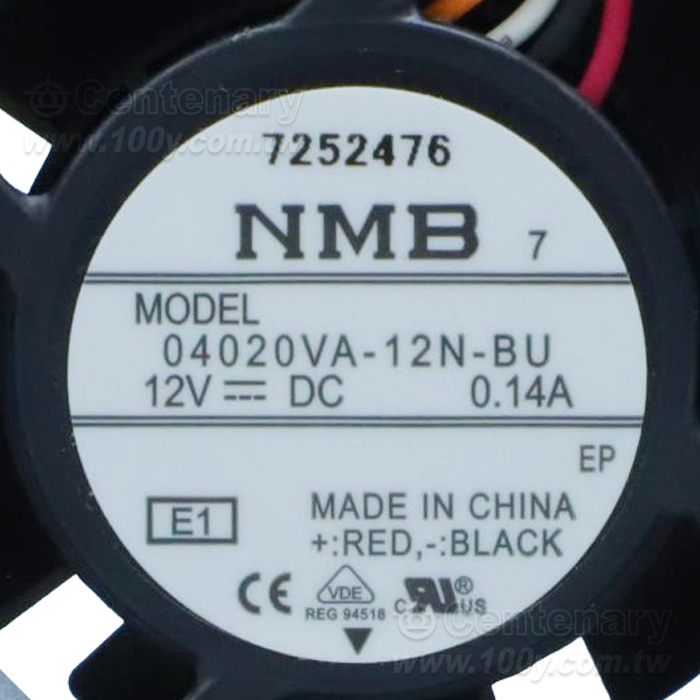 Centenary
www.100y.com.tw
7252476
NMB 7
MODEL
04020VA-12N-BU
12V DC 0.14A
EP
E1
MADE IN CHINA
+:RED,-:BLACK
CE VDE C UL ® US
REG 94518
Centenary
www.100y.com.tw